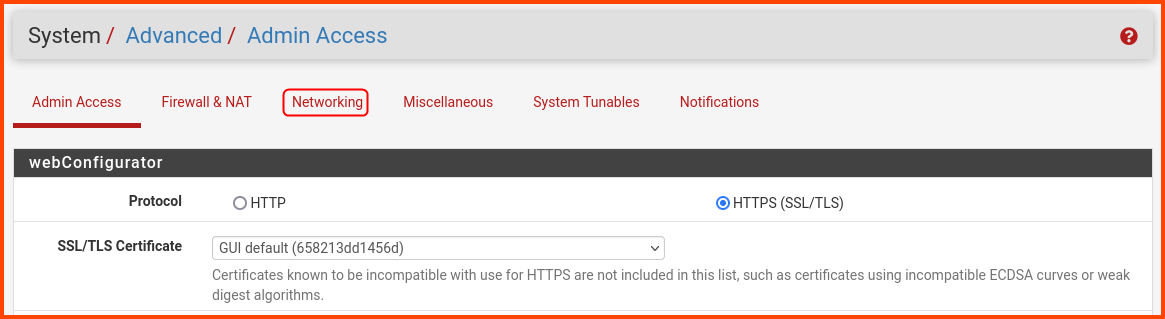 System / Advanced / Admin Access
Admin Access Firewall & NAT Networking Miscellaneous System Tunables Notifications
webConfigurator
Protocol HTTP HTTPS (SSL/TLS)
SSL/TLS Certificate GUI default (658213dd1456d)
Certificates known to be incompatible with use for HTTPS are not included in this list, such as certificates using incompatible ECDSA curves or weak
digest algorithms.